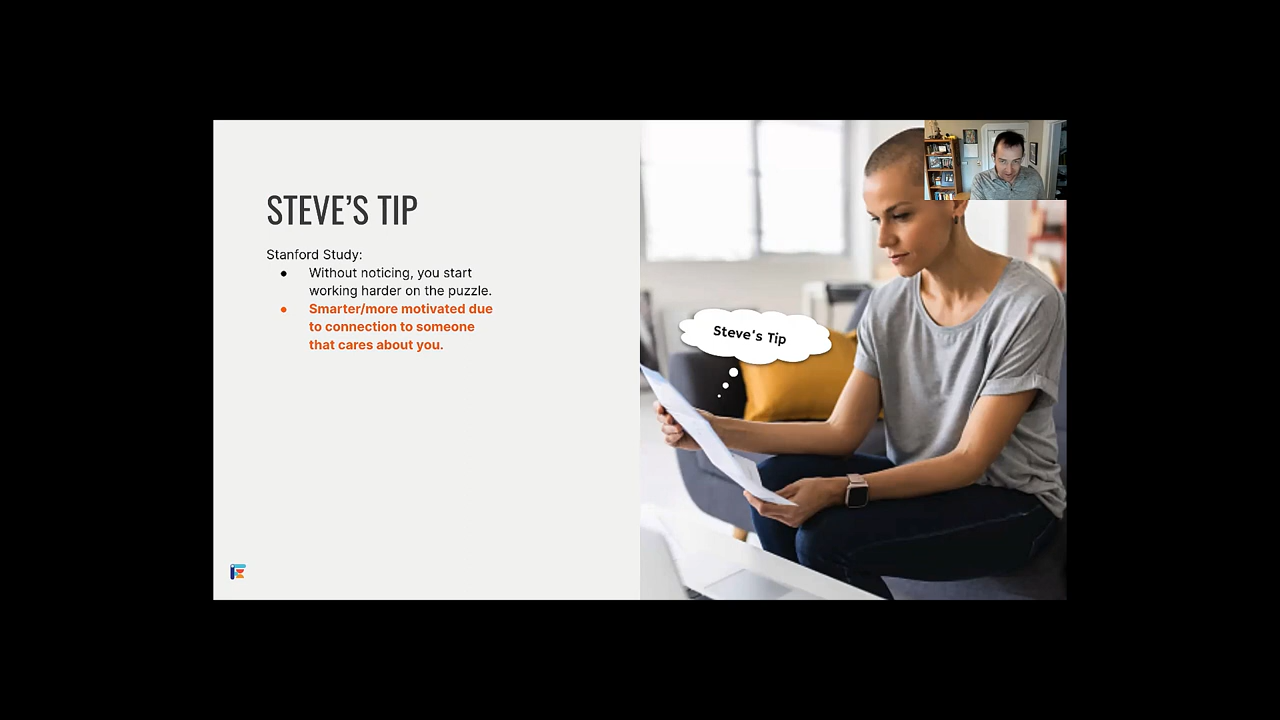 STEVE'S TIP
Stanford Study:
● Without noticing, you start
working harder on the puzzle.
● Smarter/more motivated due
to connection to someone
that cares about you.
Steve's Tip